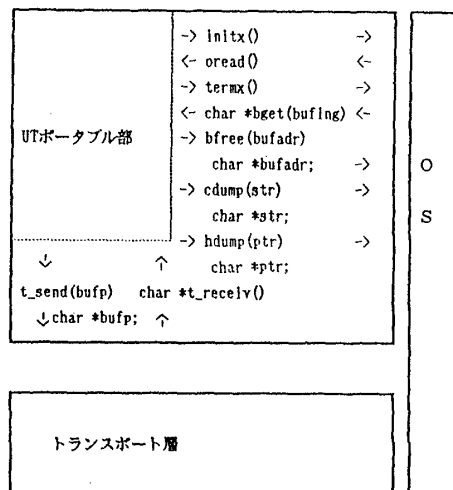 -> initx() ->
<- oread() <-
-> termx() ->
<- char *bget(buflng) <-
UTポータブル部
-> bfree(bufadr)
char *bufadr; ->
-> cdump(str) ->
char *str;
-> hdump(ptr) ->
char *ptr;
O
S
↓ ↑
t_send(bufp) char *t_receiv()
↓char *bufp; ↑
トランスポート層